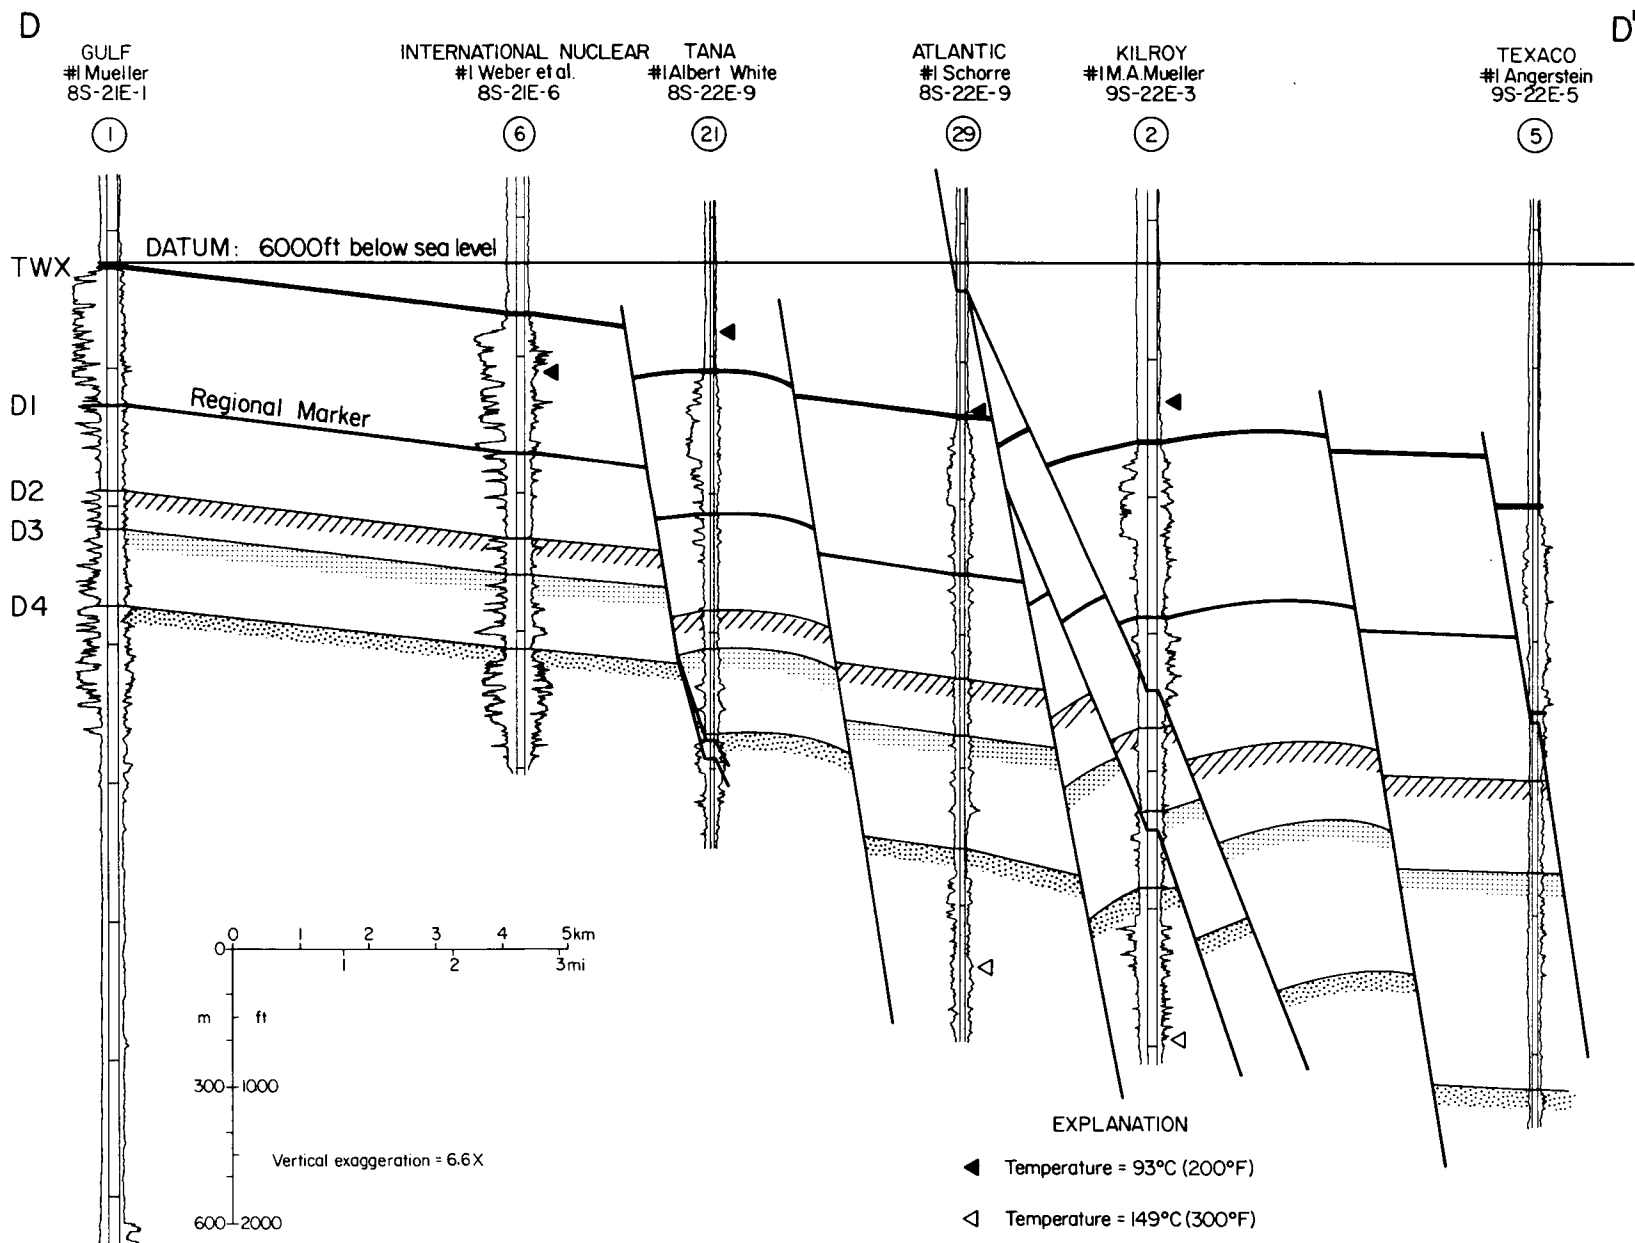 D
D'
GULF
#1 Mueller
8S-21E-1
INTERNATIONAL NUCLEAR
#1 Weber et al.
8S-21E-6
TANA
#1 Albert White
8S-22E-9
ATLANTIC
#1 Schorre
8S-22E-9
KILROY
#1 M.A. Mueller
9S-22E-3
TEXACO
#1 Angerstein
9S-22E-5
1
6
21
29
2
5
DATUM: 6000ft below sea level
TWX
D1
Regional Marker
D2
D3
D4
0 1 2 3 4 5km
0
1 2 3mi
m ft
300 1000
600 2000
Vertical exaggeration = 6.6X
EXPLANATION
Temperature = 93°C (200°F)
Temperature = 149°C (300°F)